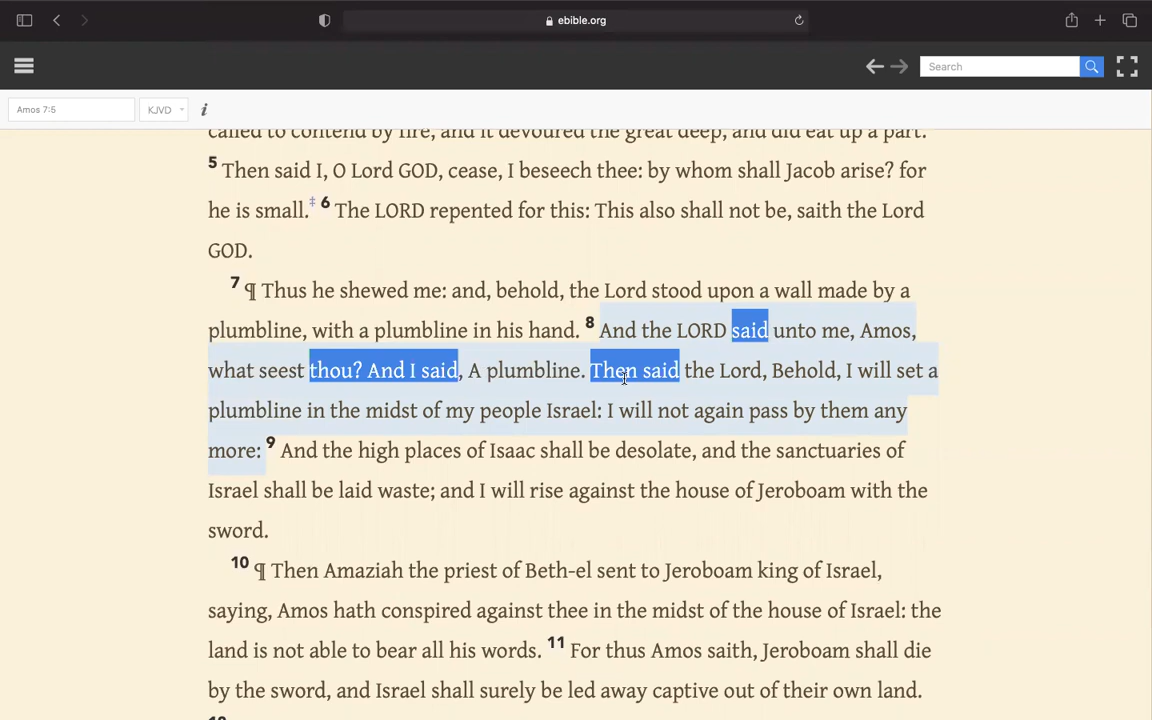 ebible.org
Search
Amos 7:5 KJVD i
called to contend by fire, and it devoured the great deep, and did eat up a part.
5 Then said I, O Lord GOD, cease, I beseech thee: by whom shall Jacob arise? for
he is small.‡ 6 The LORD repented for this: This also shall not be, saith the Lord
GOD.
7 ¶ Thus he shewed me: and, behold, the Lord stood upon a wall made by a
plumbline, with a plumbline in his hand. 8 And the LORD said unto me, Amos,
what seest thou? And I said, A plumbline. Then said the Lord, Behold, I will set a
plumbline in the midst of my people Israel: I will not again pass by them any
more: 9 And the high places of Isaac shall be desolate, and the sanctuaries of
Israel shall be laid waste; and I will rise against the house of Jeroboam with the
sword.
10 ¶ Then Amaziah the priest of Beth-el sent to Jeroboam king of Israel,
saying, Amos hath conspired against thee in the midst of the house of Israel: the
land is not able to bear all his words. 11 For thus Amos saith, Jeroboam shall die
by the sword, and Israel shall surely be led away captive out of their own land.